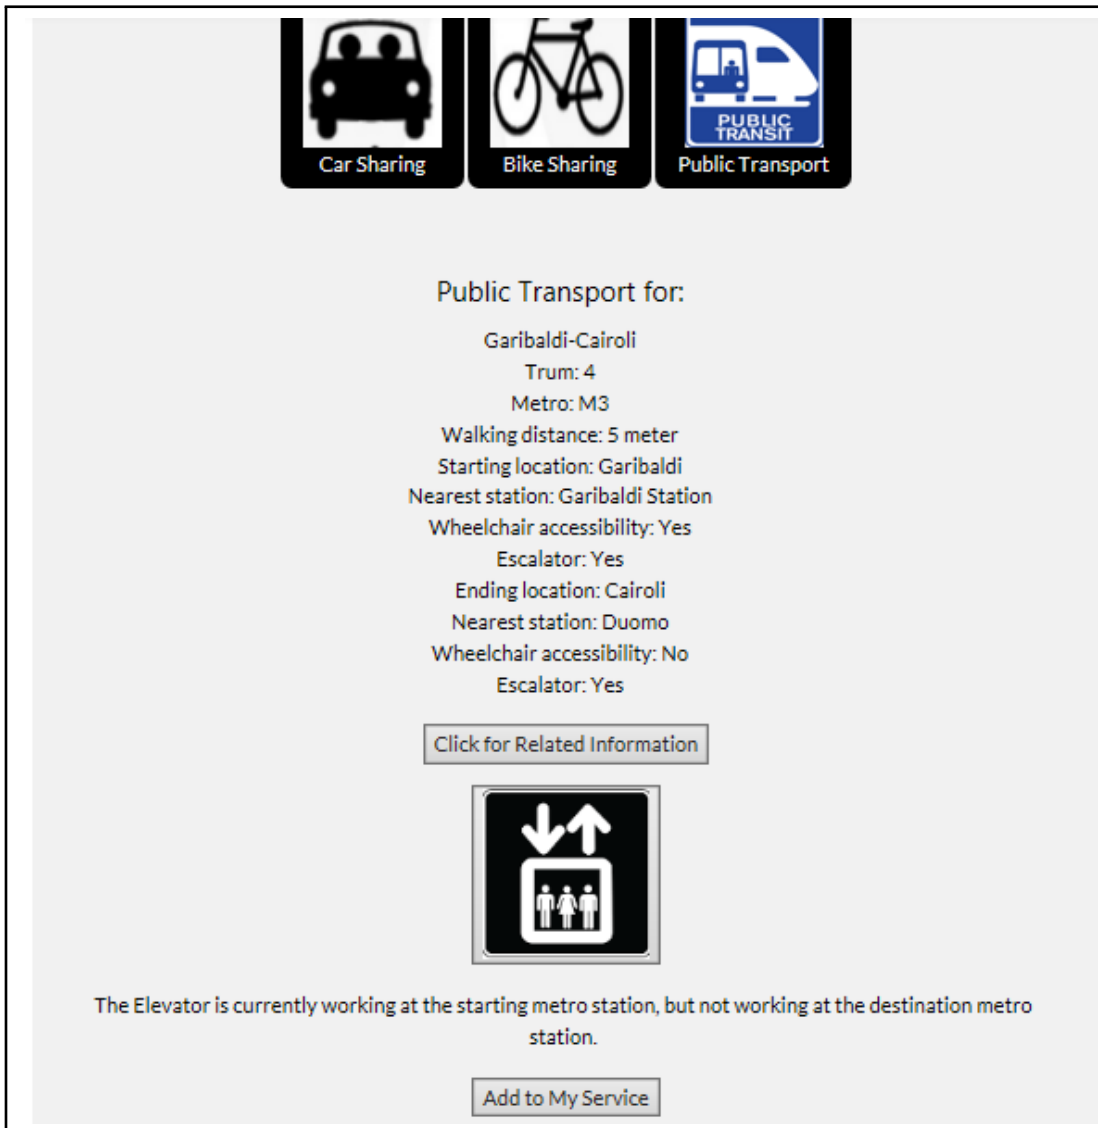 PUBLIC
TRANSIT
Car Sharing
Bike Sharing
Public Transport
Public Transport for:
Garibaldi-Cairoli
Trum: 4
Metro: M3
Walking distance: 5 meter
Starting location: Garibaldi
Nearest station: Garibaldi Station
Wheelchair accessibility: Yes
Escalator: Yes
Ending location: Cairoli
Nearest station: Duomo
Wheelchair accessibility: No
Escalator: Yes
Click for Related Information
The Elevator is currently working at the starting metro station, but not working at the destination metro
station.
Add to My Service